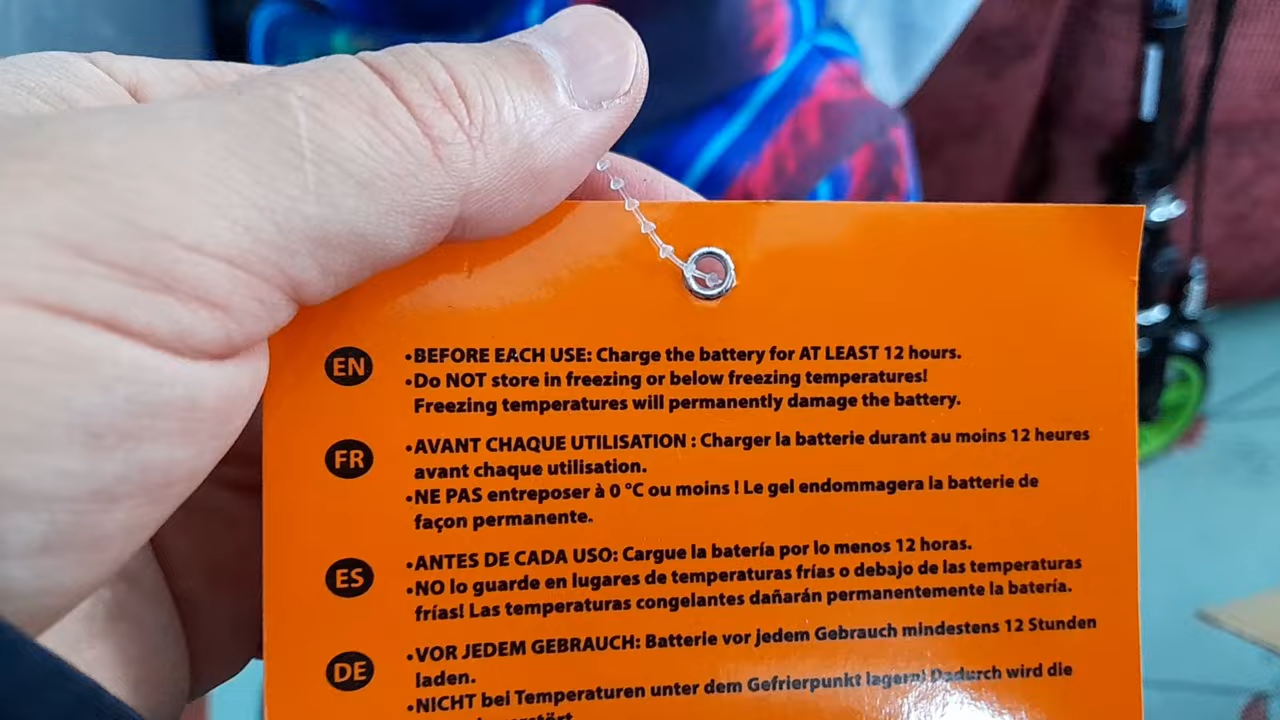 EN
•BEFORE EACH USE: Charge the battery for AT LEAST 12 hours.
•Do NOT store in freezing or below freezing temperatures!
Freezing temperatures will permanently damage the battery.
FR
•AVANT CHAQUE UTILISATION : Charger la batterie durant au moins 12 heures
avant chaque utilisation.
•NE PAS entreposer à 0 °C ou moins ! Le gel endommagera la batterie de
façon permanente.
ES
•ANTES DE CADA USO: Cargue la batería por lo menos 12 horas.
•NO lo guarde en lugares de temperaturas frías o debajo de las temperaturas
frías! Las temperaturas congelantes dañarán permanentemente la batería.
DE
•VOR JEDEM GEBRAUCH: Batterie vor jedem Gebrauch mindestens 12 Stunden
laden.
•NICHT bei Temperaturen unter dem Gefrierpunkt lagern! Dadurch wird die